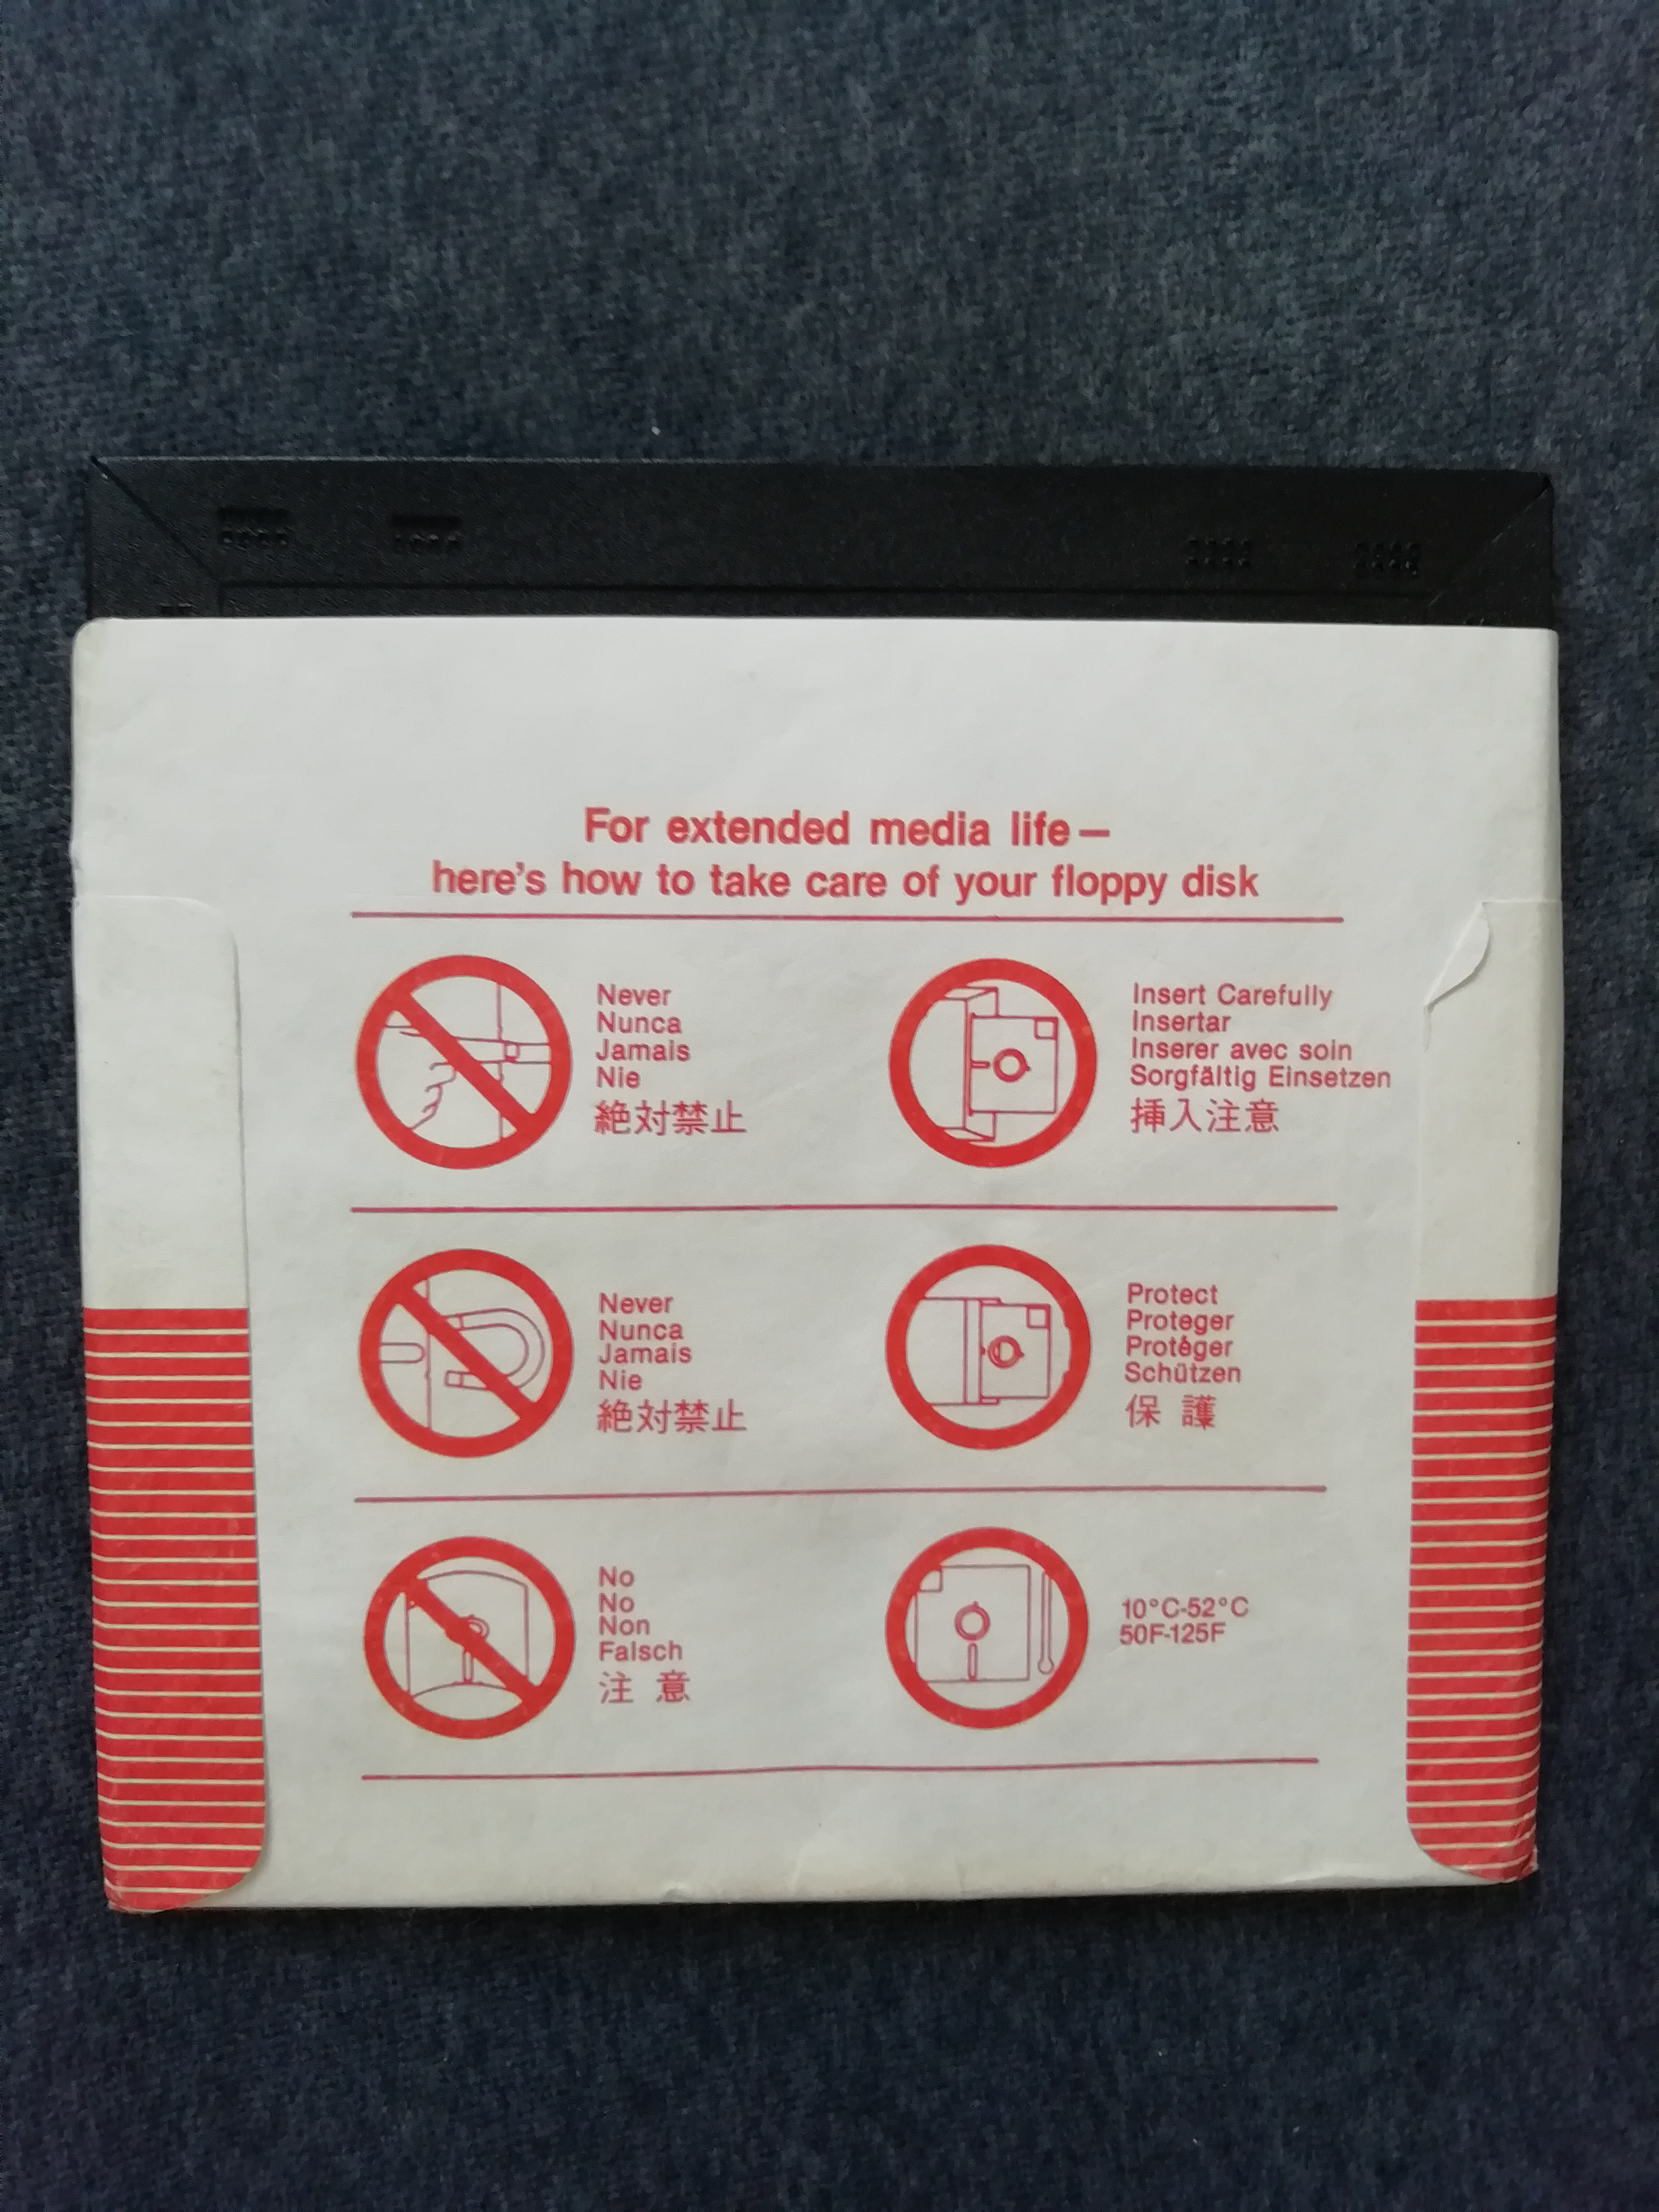 For extended media life—
here's how to take care of your floppy disk
Never
Nunca
Jamais
Nie
絶対禁止
Insert Carefully
Insertar
Inserer avec soin
Sorgfältig Einsetzen
挿入注意
Never
Nunca
Jamais
Nie
絶対禁止
Protect
Proteger
Protèger
Schützen
保 護
No
No
Non
Falsch
注 意
10°C-52°C
50F-125F